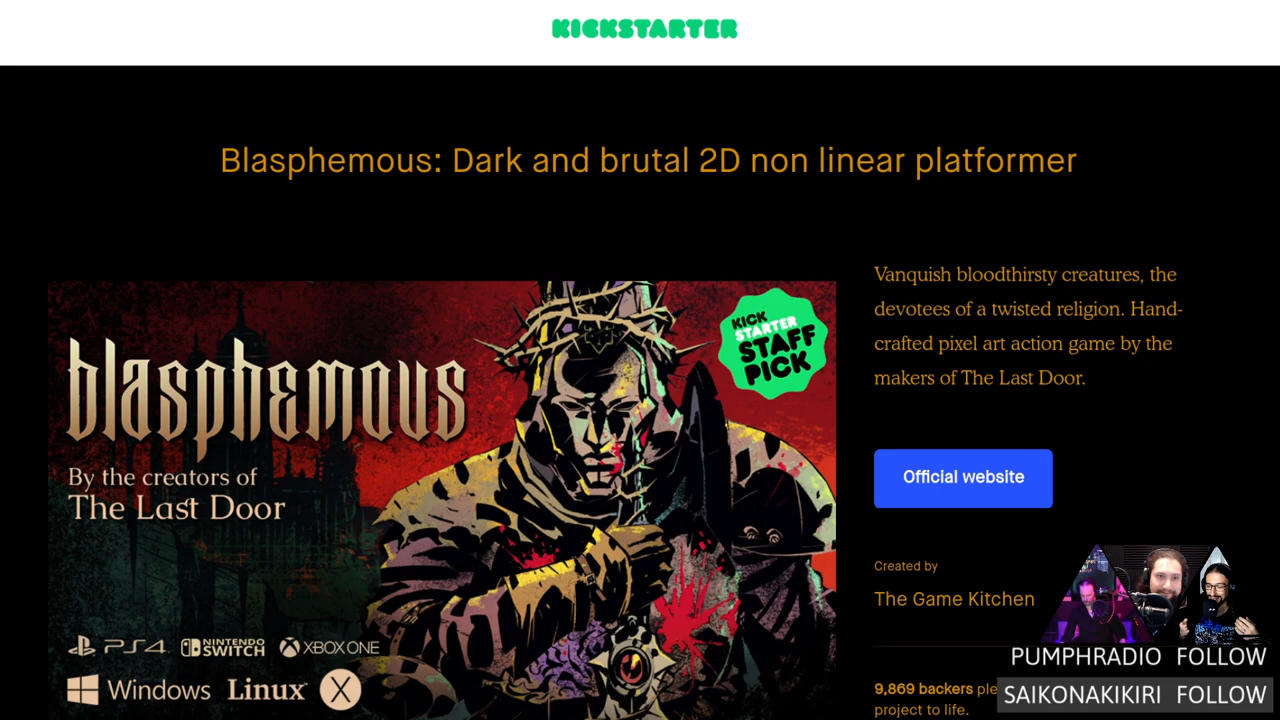 KICKSTARTER
Blasphemous: Dark and brutal 2D non linear platformer
Vanquish bloodthirsty creatures, the
devotees of a twisted religion. Hand-
crafted pixel art action game by the
makers of The Last Door.
KICK
STARTER
STAFF
PICK
blasphemous
By the creators of
The Last Door
PS4 NINTENDO SWITCH XBOX ONE
Windows Linux X
Official website
Created by
The Game Kitchen
9,869 backers
project to life.
PUMPHRADIO FOLLOW
SAIKONAKIKIRI FOLLOW